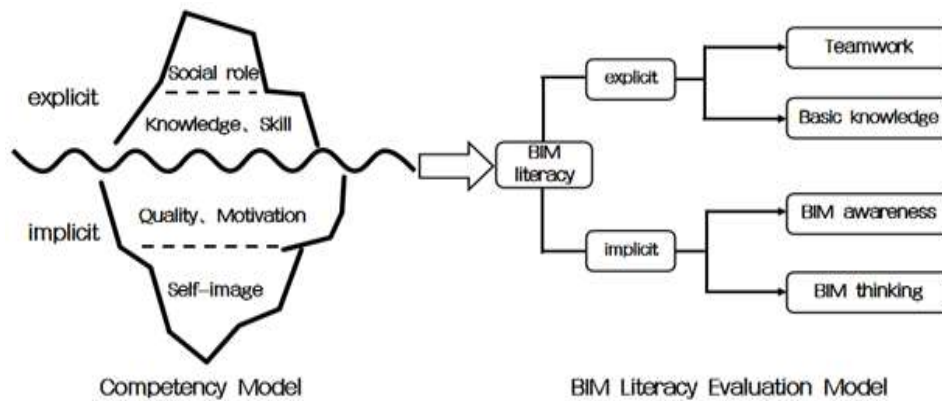 explicit
Social role
Knowledge、Skill
implicit
Quality、Motivation
Self-image
Competency Model
BIM
literacy
explicit
implicit
Teamwork
Basic knowledge
BIM awareness
BIM thinking
BIM Literacy Evaluation Model